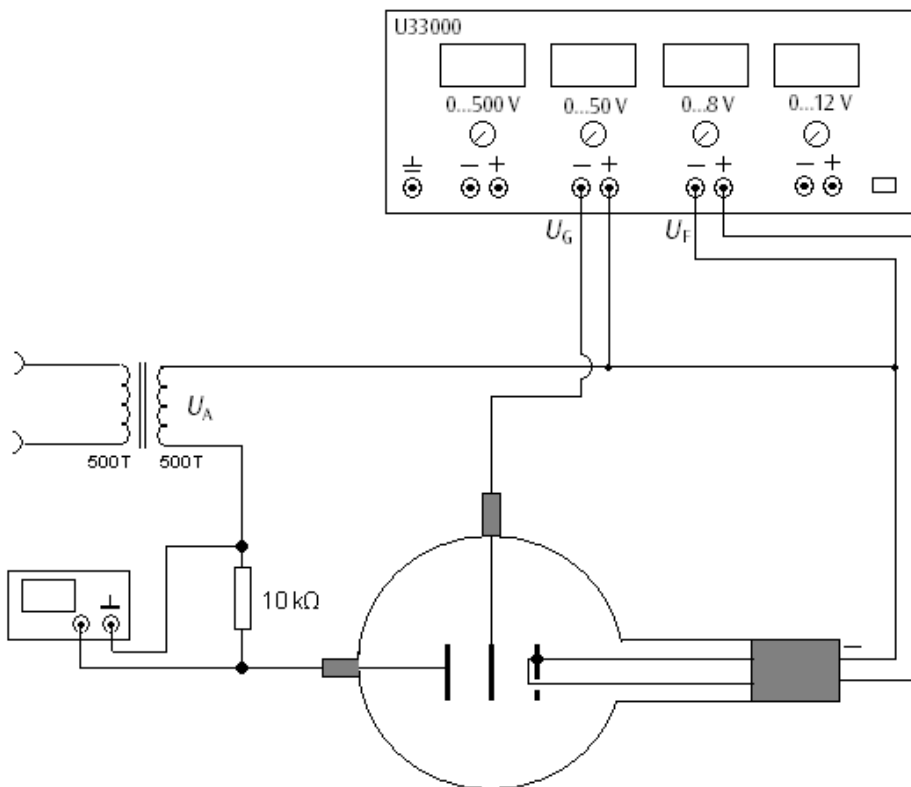 U33000
0...500 V 0...50 V 0...8 V 0...12 V
− + − + − + − +
U_G U_F
U_A
500T 500T
10 kΩ
−